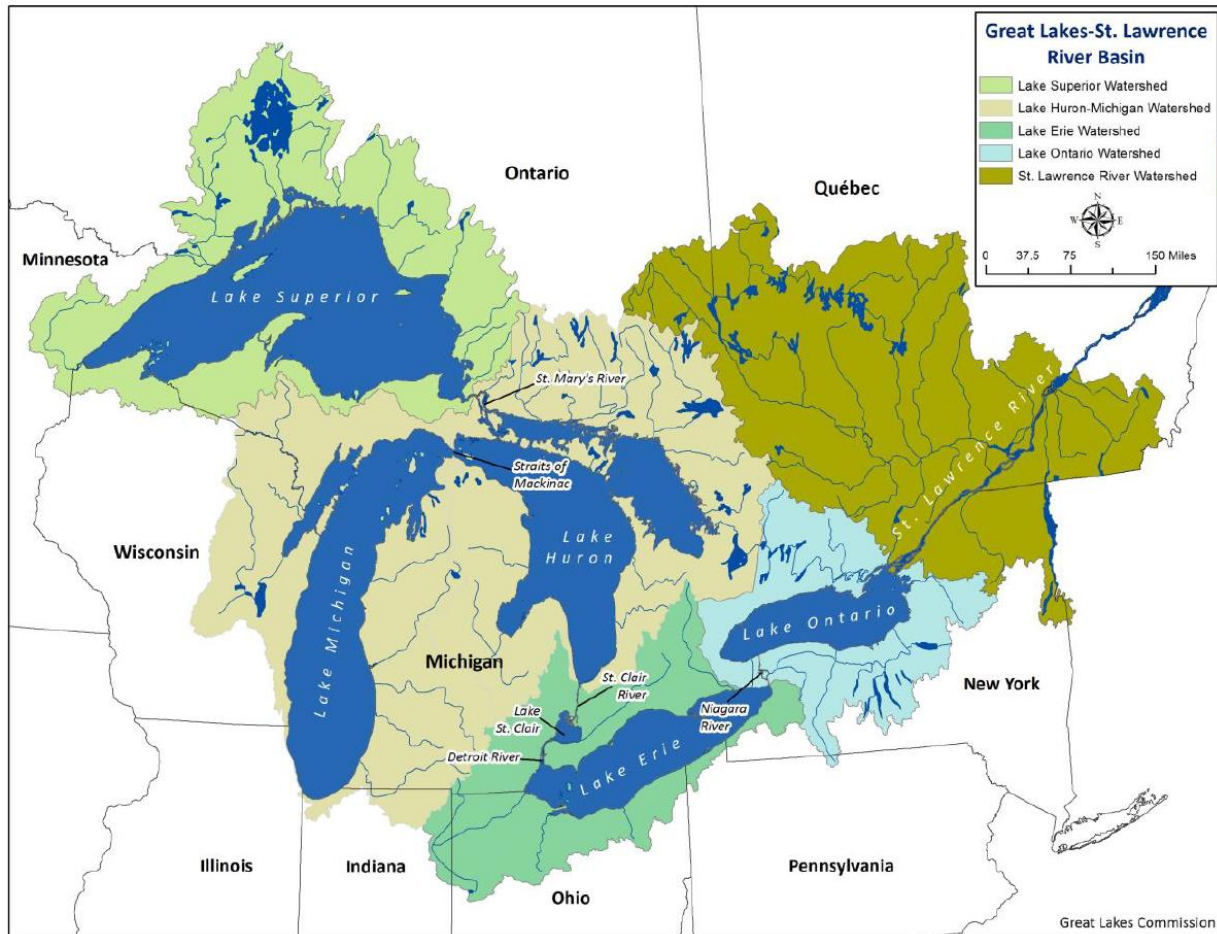 Great Lakes-St. Lawrence
River Basin
Lake Superior Watershed
Lake Huron-Michigan Watershed
Lake Erie Watershed
Lake Ontario Watershed
St. Lawrence River Watershed
N
W E
S
0 37.5 75 150 Miles
Ontario
Québec
Minnesota
Lake Superior
St. Mary's River
Straits of
Mackinac
Wisconsin
Lake
Huron
Lake Michigan
St. Lawrence River
Lake Ontario
Michigan
St. Clair
River
New York
Lake
St. Clair
Niagara
River
Detroit River
Lake Erie
Illinois
Indiana
Ohio
Pennsylvania
Great Lakes Commission